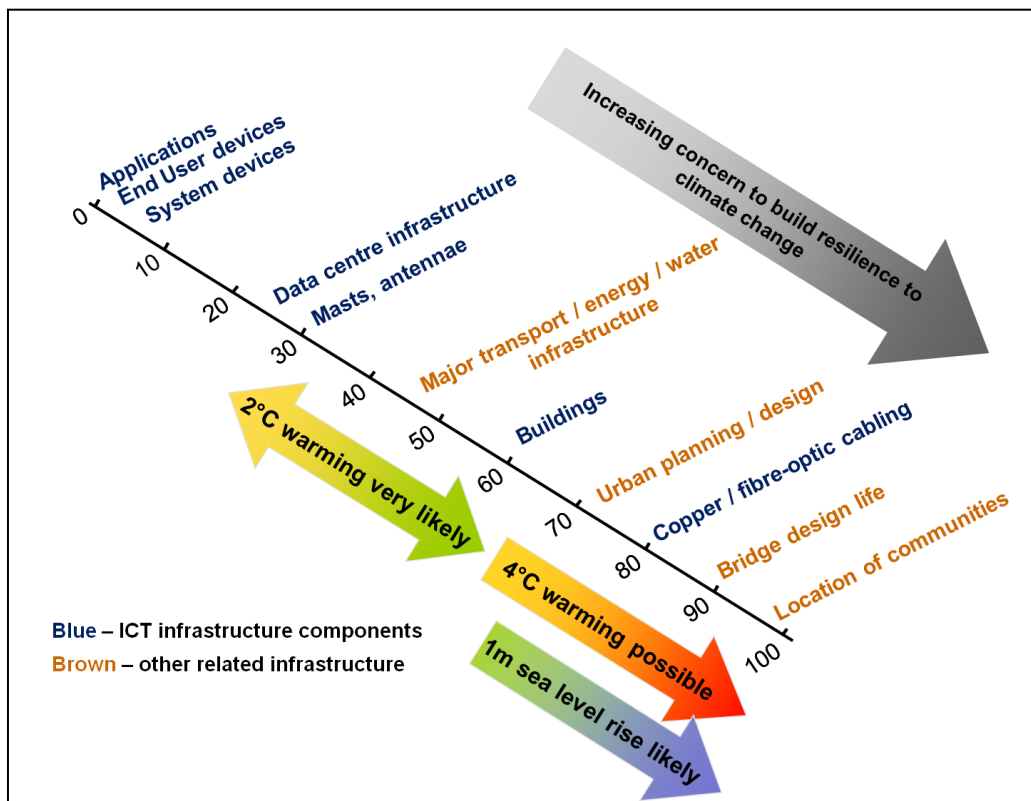 Increasing concern to build resilience to
climate change
Applications
End User devices
System devices
Data centre infrastructure
Masts, antennae
Major transport / energy / water
infrastructure
Buildings
Urban planning / design
Copper / fibre-optic cabling
Bridge design life
Location of communities
0
10
20
30
40
50
60
70
80
90
100
2°C warming very likely
4°C warming possible
1m sea level rise likely
Blue – ICT infrastructure components
Brown – other related infrastructure